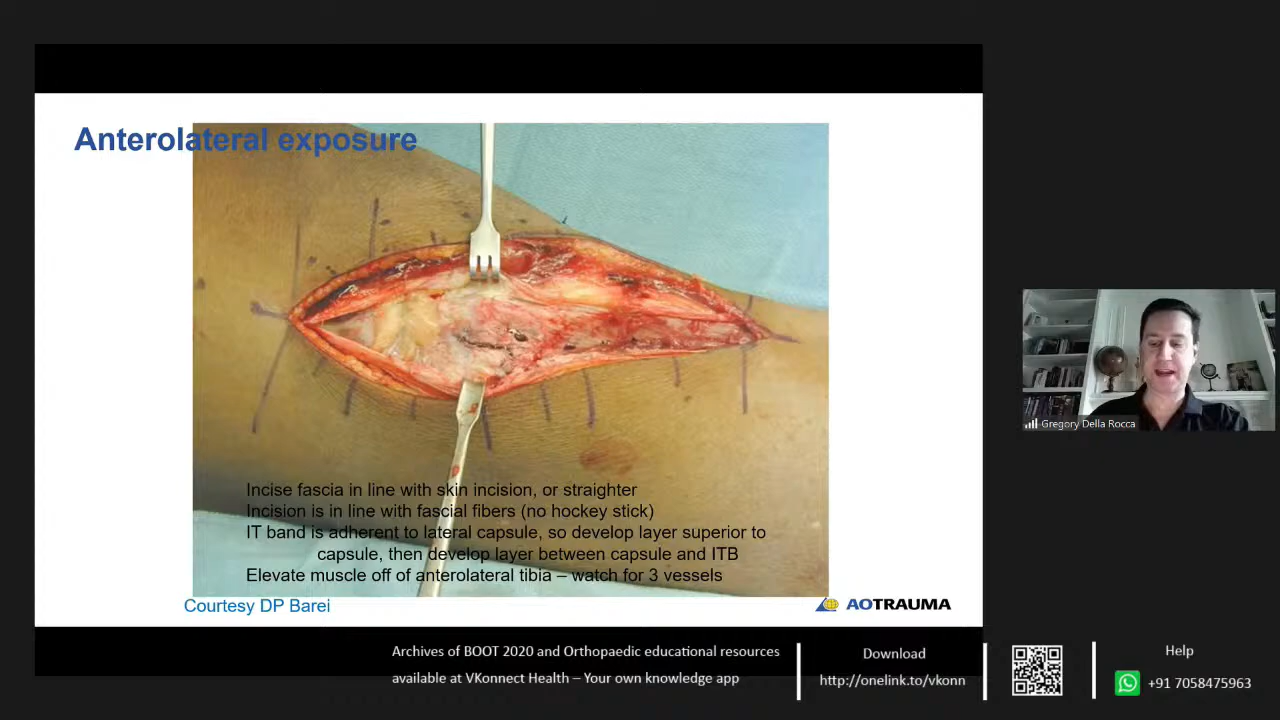 Anterolateral exposure
Incise fascia in line with skin incision, or straighter
Incision is in line with fascial fibers (no hockey stick)
IT band is adherent to lateral capsule, so develop layer superior to
capsule, then develop layer between capsule and ITB
Elevate muscle off of anterolateral tibia – watch for 3 vessels
Courtesy DP Barei
AOTRAUMA
Gregory Della Rocca
Archives of BOOT 2020 and Orthopaedic educational resources
available at VKonnect Health – Your own knowledge app
Download
http://onelink.to/vkonn
Help
+91 7058475963